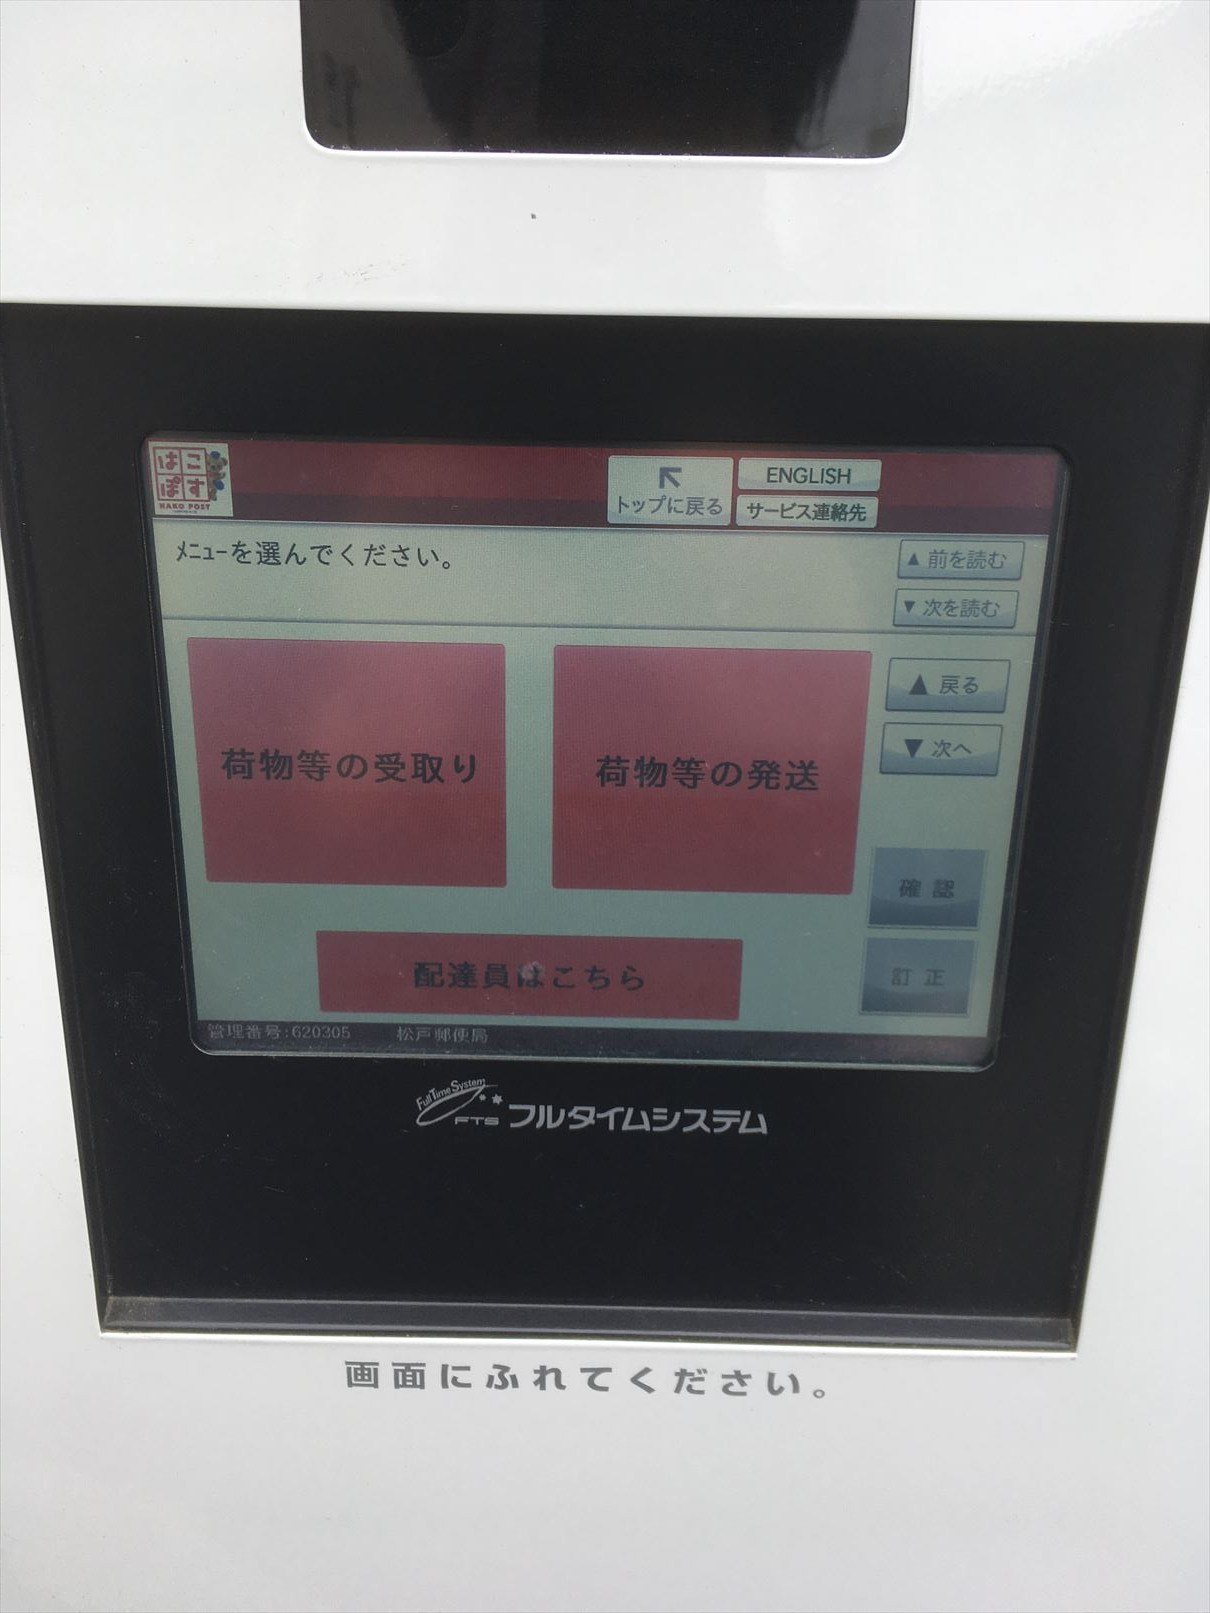 はこ
ぽす
HAKO POST
トップに戻る
ENGLISH
サービス連絡先
メニューを選んでください。
▲ 前を読む
▼ 次を読む
荷物等の受取り
荷物等の発送
▲ 戻る
▼ 次へ
確認
訂正
配達員はこちら
管理番号:620305 松戸郵便局
Full Time System
FTS フルタイムシステム
画面にふれてください。